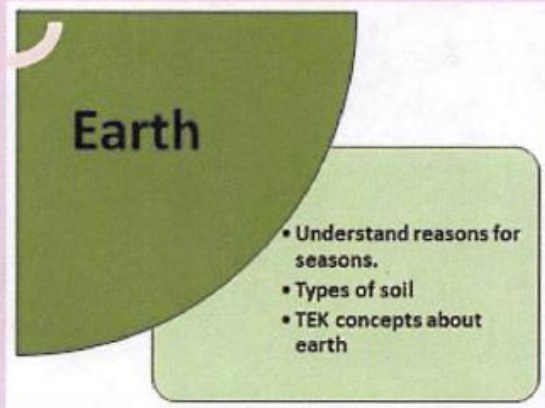 Earth
• Understand reasons for
seasons.
• Types of soil
• TEK concepts about
earth